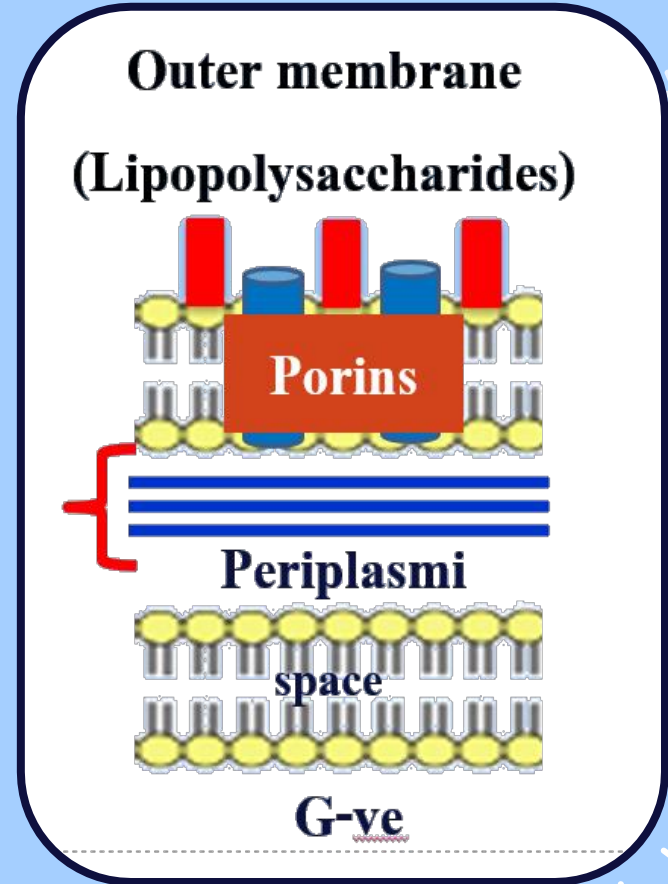 Outer membrane
(Lipopolysaccharides)
Porins
Periplasmi
space
G-ve